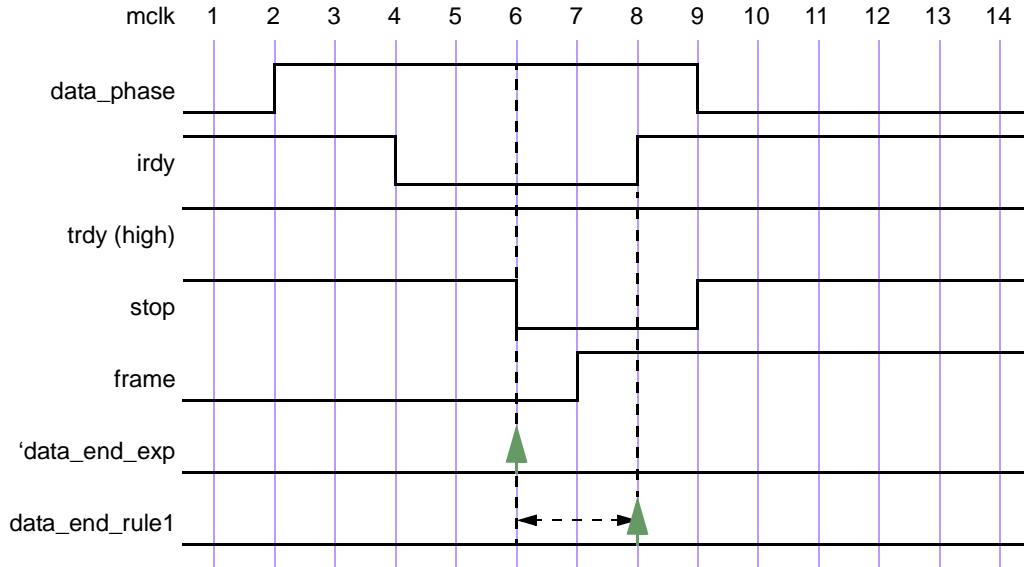 mclk 1 2 3 4 5 6 7 8 9 10 11 12 13 14
data_phase
irdy
trdy (high)
stop
frame
‘data_end_exp
data_end_rule1